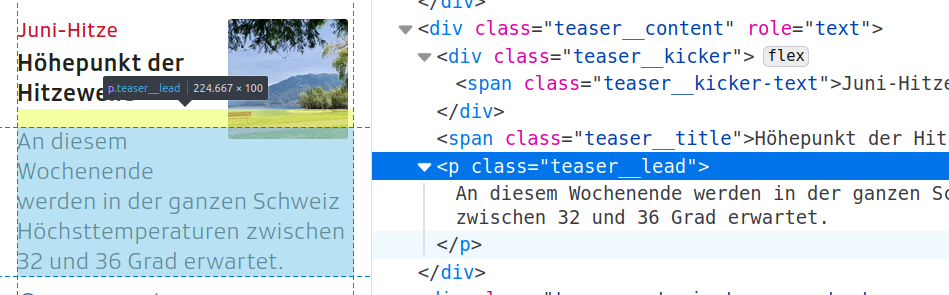 </div>
Juni-Hitze
Höhepunkt der
Hitzewelle
p.teaser__lead 224.667 × 100
An diesem
Wochenende
werden in der ganzen Schweiz
Höchsttemperaturen zwischen
32 und 36 Grad erwartet.
<div class="teaser__content" role="text">
<div class="teaser__kicker"> flex
<span class="teaser__kicker-text">Juni-Hitze
</div>
<span class="teaser__title">Höhepunkt der Hit
<p class="teaser__lead">
An diesem Wochenende werden in der ganzen Sc
zwischen 32 und 36 Grad erwartet.
</p>
</div>